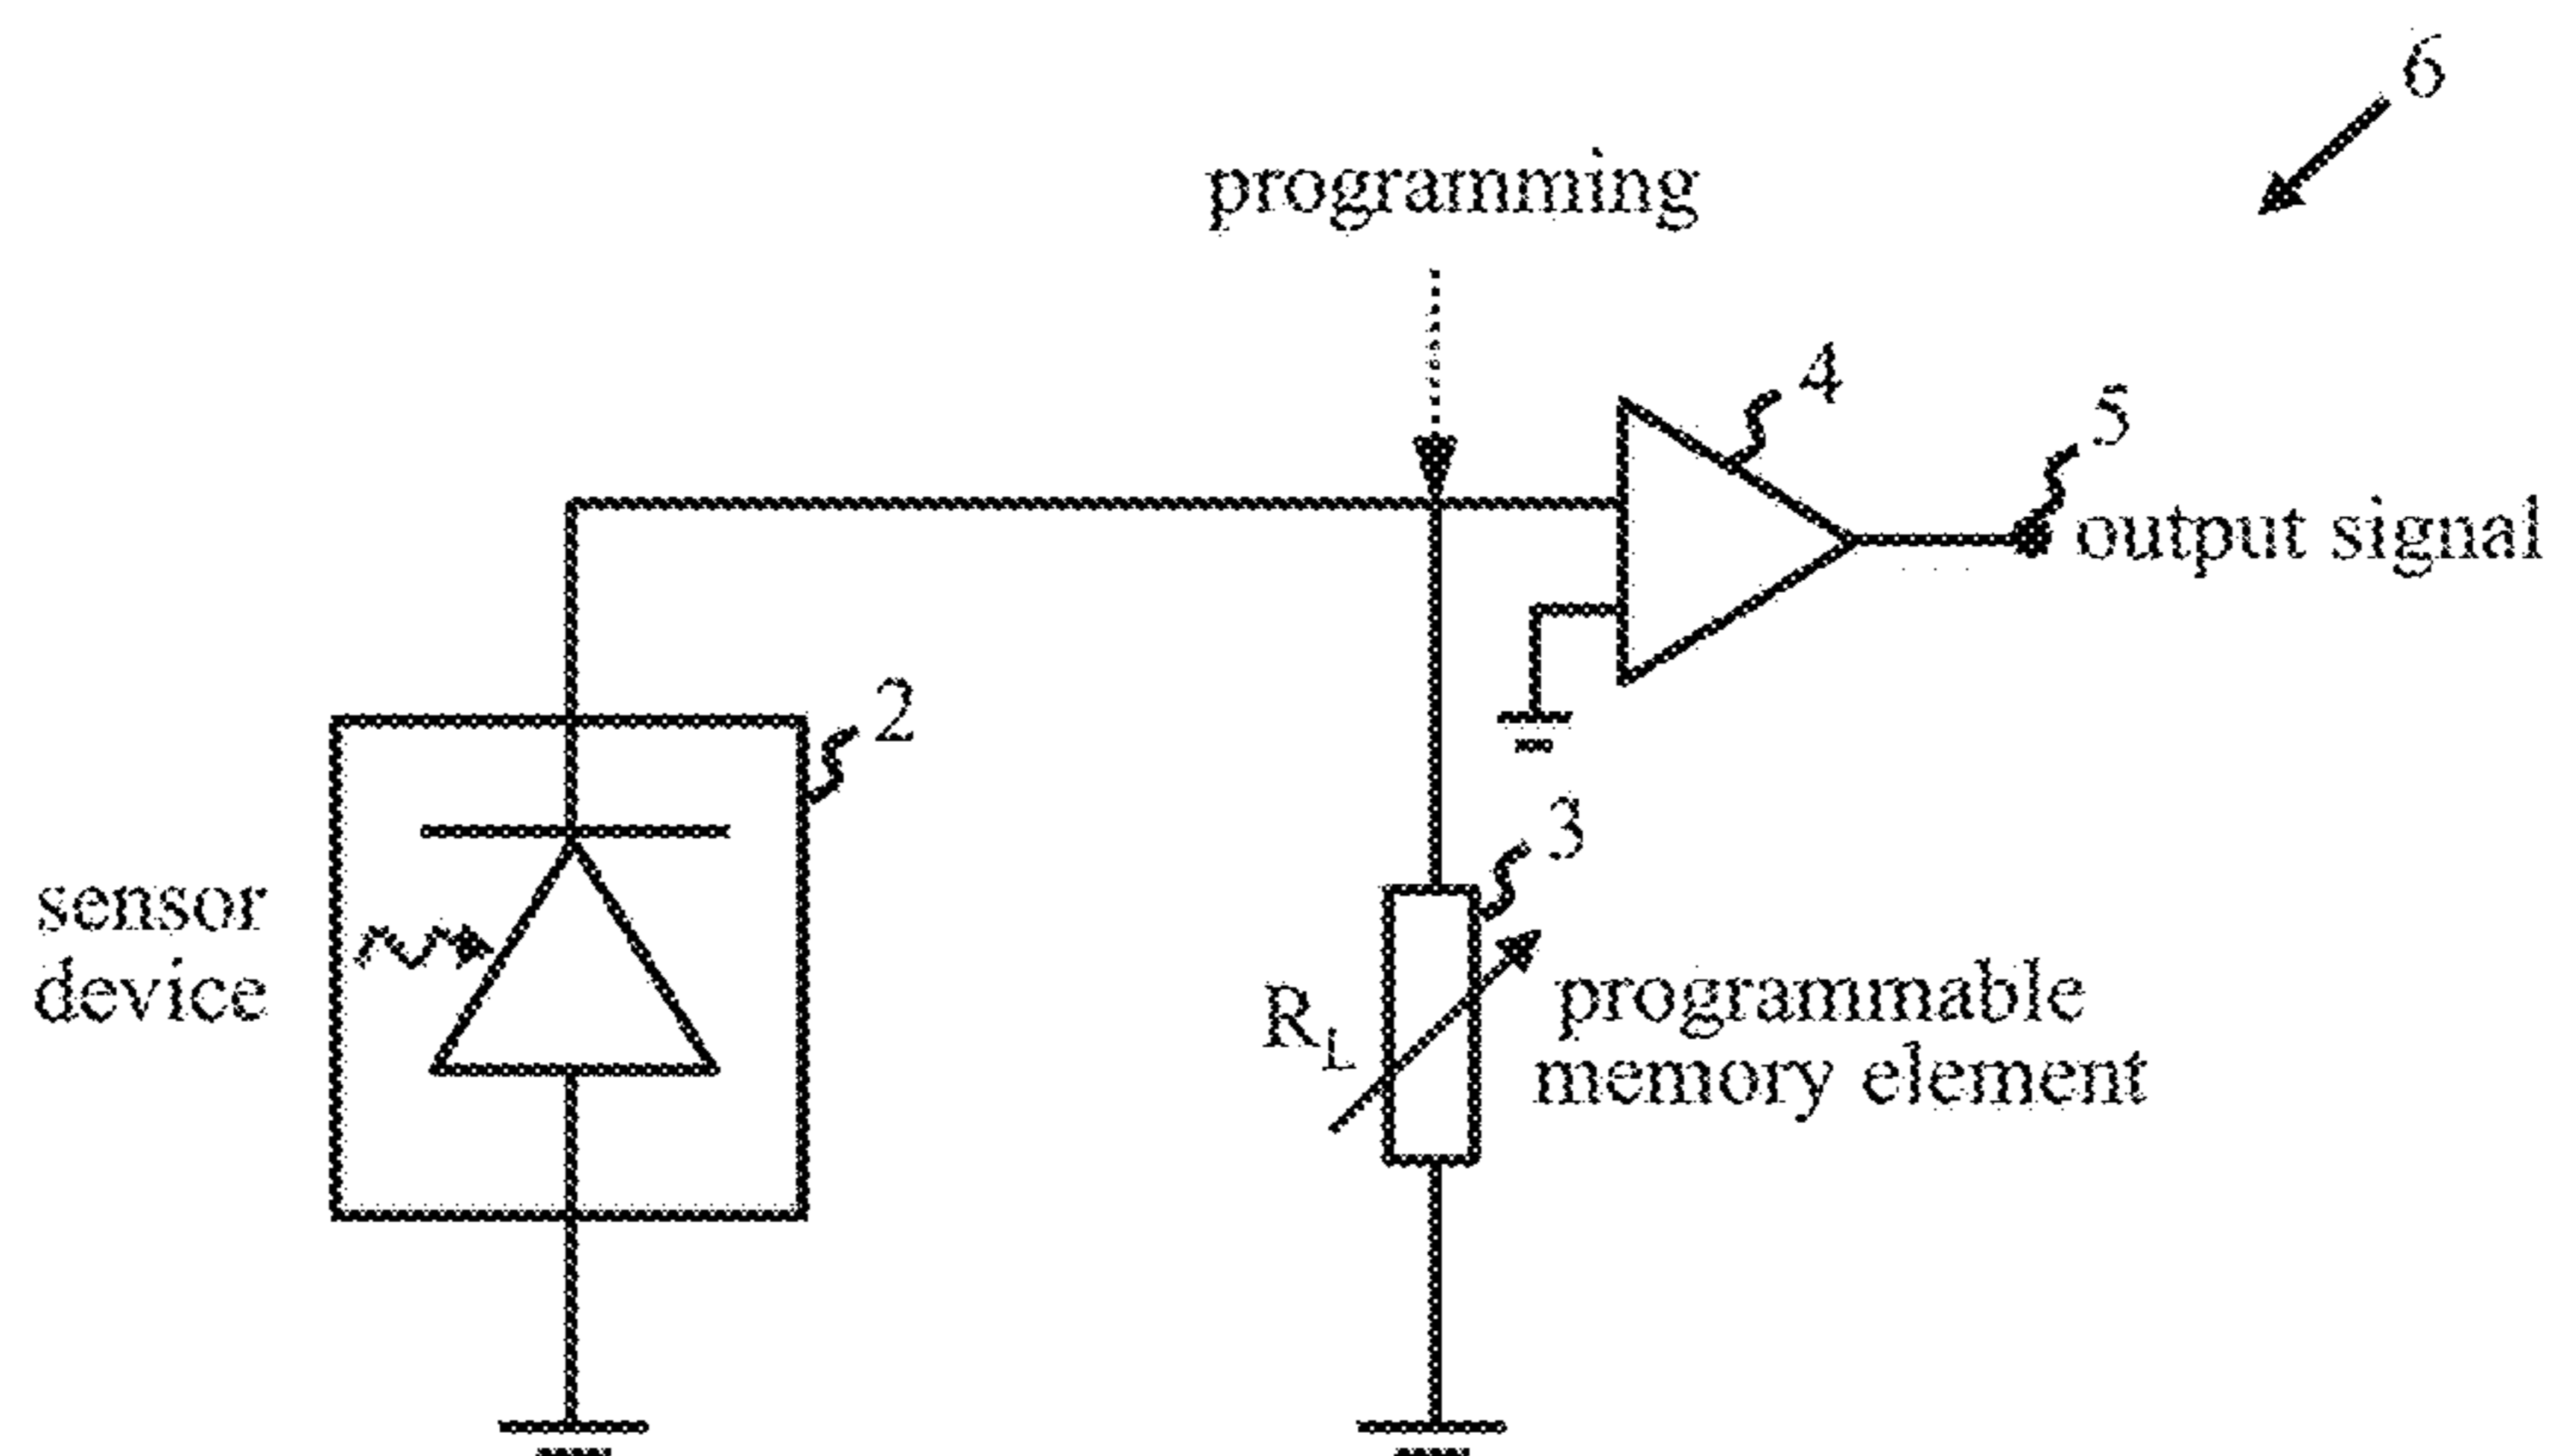 6
programming
4
5
output signal
2
3
sensor
device
R_L
programmable
memory element